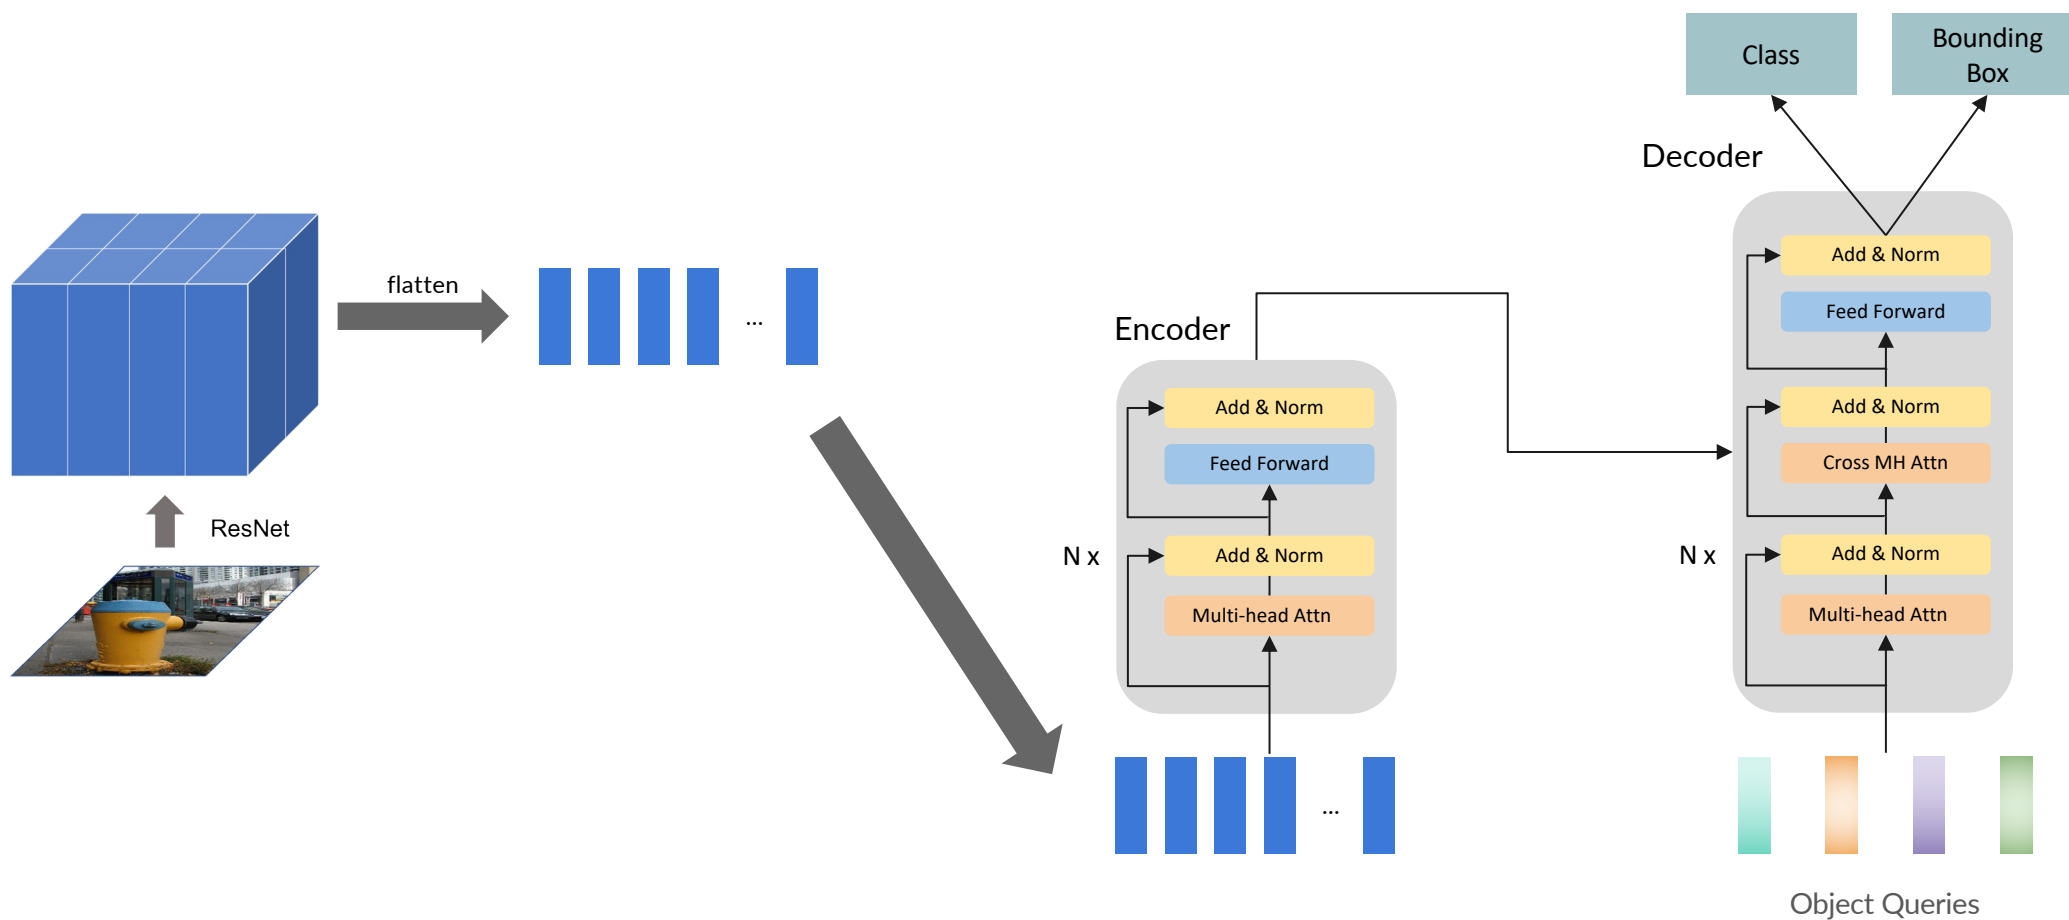 Class
Bounding
Box
Decoder
Add & Norm
Feed Forward
Add & Norm
Cross MH Attn
N x
Add & Norm
Multi-head Attn
Object Queries
flatten
...
ResNet
Encoder
Add & Norm
Feed Forward
N x
Add & Norm
Multi-head Attn
...